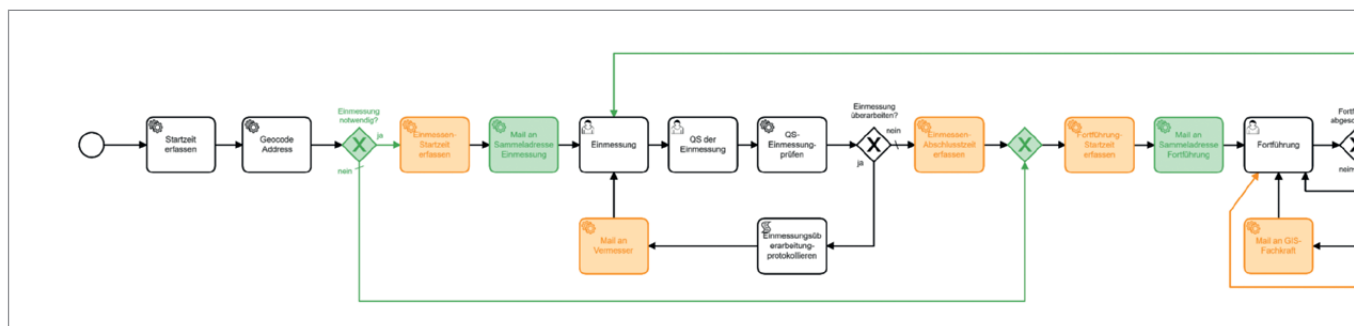 Startzeit
erfassen
Geocode
Address
Einmessung
notwendig?
ja
nein
Einmessen-
Startzeit
erfassen
Mail an
Sammeladresse
Einmessung
Einmessung
QS der
Einmessung
QS-
Einmessung-
prüfen
Einmessung
überarbeiten?
nein
ja
Einmessen-
Abschlusszeit
erfassen
Fortführung-
Startzeit
erfassen
Mail an
Sammeladresse
Fortführung
Fortführung
Fortf
abgesc
nein
Mail an
Vermesser
Einmessungsüb
erarbeitung-
protokollieren
Mail an GIS-
Fachkraft